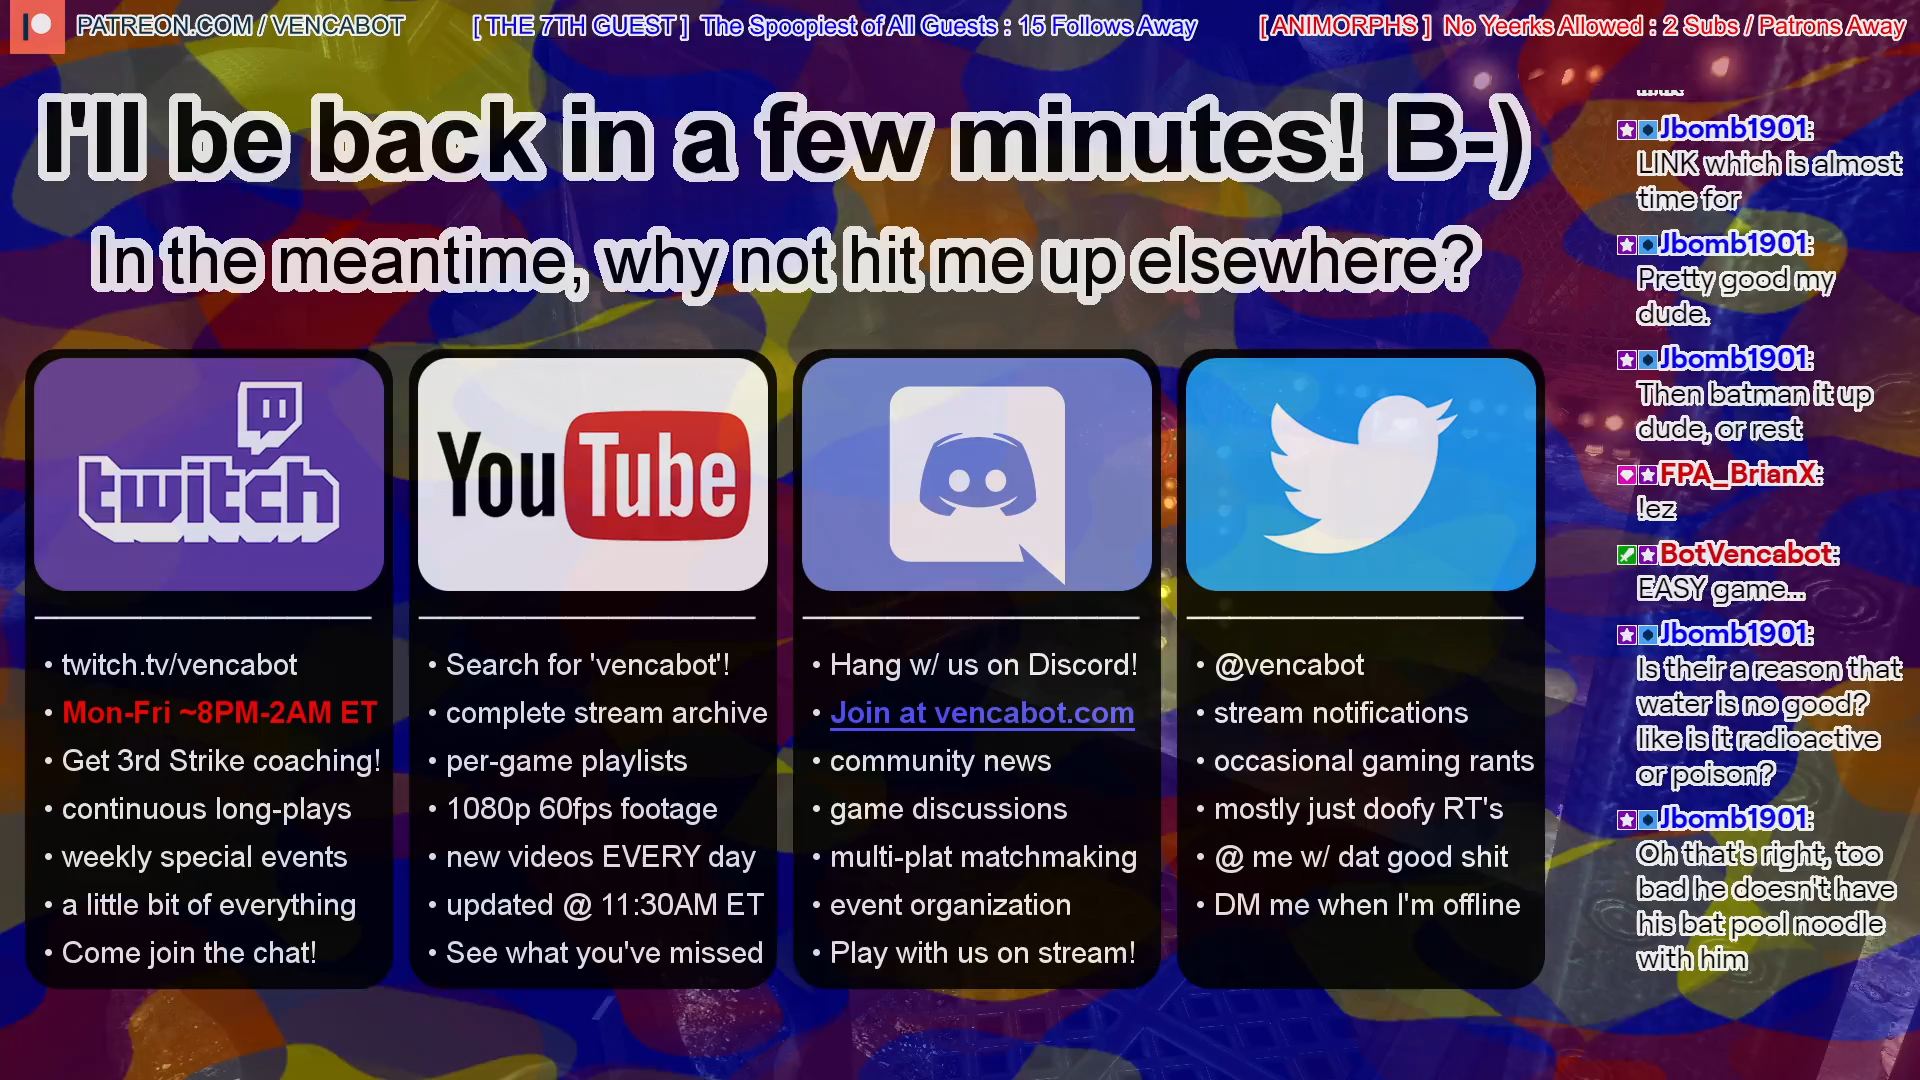 PATREON.COM / VENCABOT
[ THE 7TH GUEST ] The Spoopiest of All Guests : 15 Follows Away
[ ANIMORPHS ] No Yeerks Allowed : 2 Subs / Patrons Away
I'll be back in a few minutes! B-)
In the meantime, why not hit me up elsewhere?
twitch
• twitch.tv/vencabot
• Mon-Fri ~8PM-2AM ET
• Get 3rd Strike coaching!
• continuous long-plays
• weekly special events
• a little bit of everything
• Come join the chat!
YouTube
• Search for 'vencabot'!
• complete stream archive
• per-game playlists
• 1080p 60fps footage
• new videos EVERY day
• updated @ 11:30AM ET
• See what you've missed
• Hang w/ us on Discord!
• Join at vencabot.com
• community news
• game discussions
• multi-plat matchmaking
• event organization
• Play with us on stream!
• @vencabot
• stream notifications
• occasional gaming rants
• mostly just doofy RT's
• @ me w/ dat good shit
• DM me when I'm offline
Jbomb1901:
LINK which is almost
time for
Jbomb1901:
Pretty good my
dude.
Jbomb1901:
Then batman it up
dude, or rest
FPA_BrianX:
!ez
BotVencabot:
EASY game...
Jbomb1901:
Is their a reason that
water is no good?
like is it radioactive
or poison?
Jbomb1901:
Oh that's right, too
bad he doesn't have
his bat pool noodle
with him